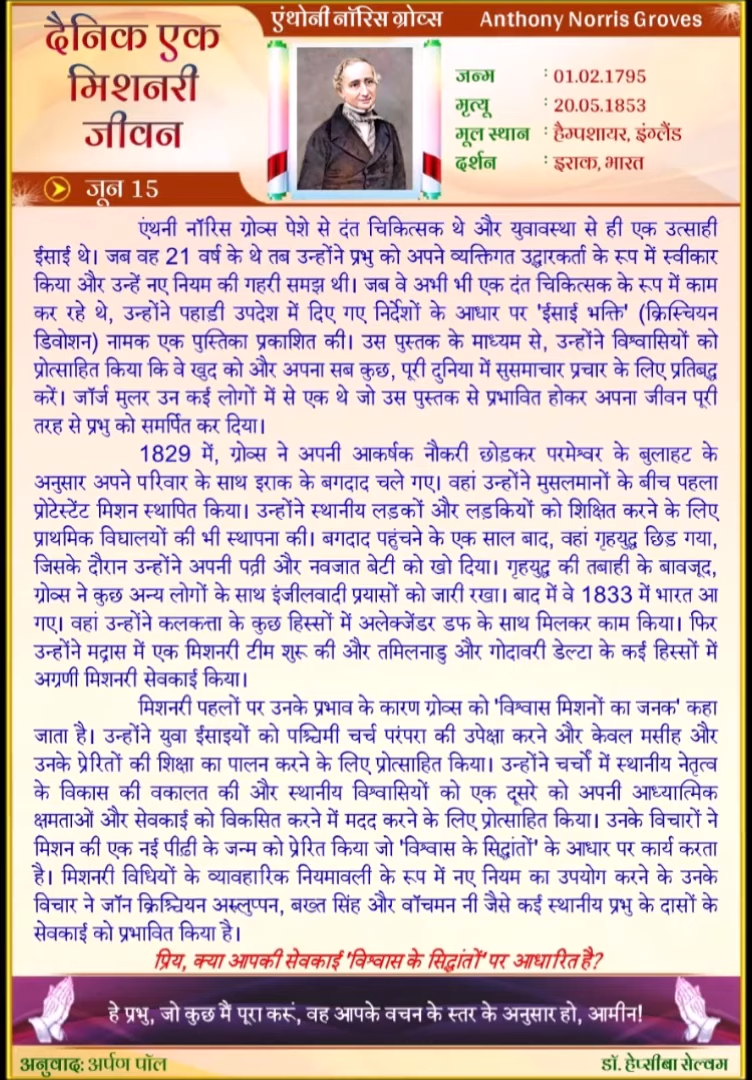 दैनिक एक
मिशनरी
जीवन
जून 15
एंथोनी नॉरिस ग्रोव्स Anthony Norris Groves
जन्म : 01.02.1795
मृत्यू : 20.05.1853
मूल स्थान : हैम्पशायर, इंग्लैंड
दर्शन : इराक, भारत
एंथनी नॉरिस ग्रोव्स पेशे से दंत चिकित्सक थे और युवावस्था से ही एक उत्साही
ईसाई थे। जब वह 21 वर्ष के थे तब उन्होंने प्रभु को अपने व्यक्तिगत उद्धारकर्ता के रूप में स्वीकार
किया और उन्हें नए नियम की गहरी समझ थी। जब वे अभी भी एक दंत चिकित्सक के रूप में काम
कर रहे थे, उन्होंने पहाडी उपदेश में दिए गए निर्देशों के आधार पर 'ईसाई भक्ति' (क्रिस्चियन
डिवोशन) नामक एक पुस्तिका प्रकाशित की। उस पुस्तक के माध्यम से, उन्होंने विश्वासियों को
प्रोत्साहित किया कि वे खुद को और अपना सब कुछ, पूरी दुनिया में सुसमाचार प्रचार के लिए प्रतिबद्ध
करें। जॉर्ज मुलर उन कई लोगों में से एक थे जो उस पुस्तक से प्रभावित होकर अपना जीवन पूरी
तरह से प्रभु को समर्पित कर दिया।
1829 में, ग्रोव्स ने अपनी आकर्षक नौकरी छोड़कर परमेश्वर के बुलाहट के
अनुसार अपने परिवार के साथ इराक के बगदाद चले गए। वहां उन्होंने मुसलमानों के बीच पहला
प्रोटेस्टेंट मिशन स्थापित किया। उन्होंने स्थानीय लड़कों और लड़कियों को शिक्षित करने के लिए
प्राथमिक विद्यालयों की भी स्थापना की। बगदाद पहुंचने के एक साल बाद, वहां गृहयुद्ध छिड गया,
जिसके दौरान उन्होंने अपनी पत्नी और नवजात बेटी को खो दिया। गृहयुद्ध की तबाही के बावजूद,
ग्रोव्स ने कुछ अन्य लोगों के साथ इंजीलवादी प्रयासों को जारी रखा। बाद में वे 1833 में भारत आ
गए। वहां उन्होंने कलकत्ता के कुछ हिस्सों में अलेक्जेंडर डफ के साथ मिलकर काम किया। फिर
उन्होंने मद्रास में एक मिशनरी टीम शुरू की और तमिलनाडु और गोदावरी डेल्टा के कई हिस्सों में
अग्रणी मिशनरी सेवकाई किया।
मिशनरी पहलों पर उनके प्रभाव के कारण ग्रोव्स को 'विश्वास मिशनों का जनक' कहा
जाता है। उन्होंने युवा ईसाइयों को पश्चिमी चर्च परंपरा की उपेक्षा करने और केवल मसीह और
उनके प्रेरितों की शिक्षा का पालन करने के लिए प्रोत्साहित किया। उन्होंने चर्चों में स्थानीय नेतृत्व
के विकास की वकालत की और स्थानीय विश्वासियों को एक दूसरे को अपनी आध्यात्मिक
क्षमताओं और सेवकाई को विकसित करने में मदद करने के लिए प्रोत्साहित किया। उनके विचारों ने
मिशन की एक नई पीढी के जन्म को प्रेरित किया जो 'विश्वास के सिद्धांतों' के आधार पर कार्य करता
है। मिशनरी विधियों के व्यावहारिक नियमावली के रूप में नए नियम का उपयोग करने के उनके
विचार ने जॉन क्रिश्चियन अरुलुप्पन, बख्त सिंह और वॉचमन नी जैसे कई स्थानीय प्रभु के दासों के
सेवकाई को प्रभावित किया है।
प्रिय, क्या आपकी सेवकाई 'विश्वास के सिद्धांतों' पर आधारित है?
हे प्रभु, जो कुछ मै पूरा करूं, वह आपके वचन के स्तर के अनुसार हो, आमीन!
अनुवाद: अर्पण पॉल
डॉ. हेप्सीबा सेल्वम